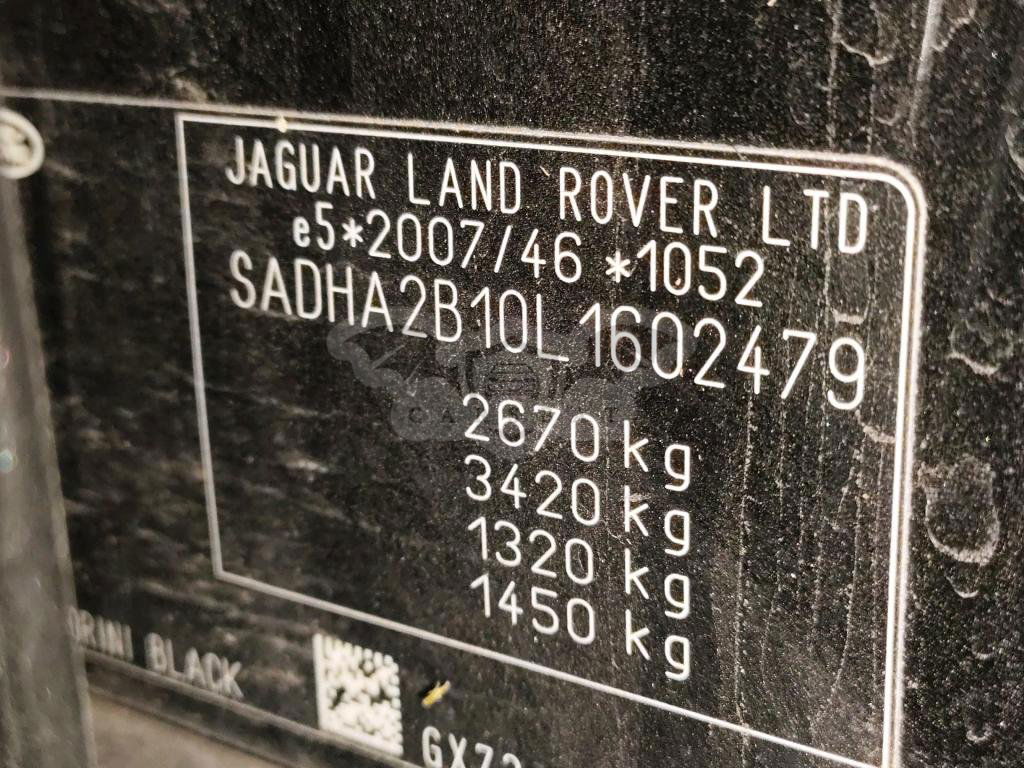 JAGUAR LAND ROVER LTD
e5*2007/46 *1052
SADHA2B10L1602479
2670 kg
3420 kg
1320 kg
1450 kg
BLACK